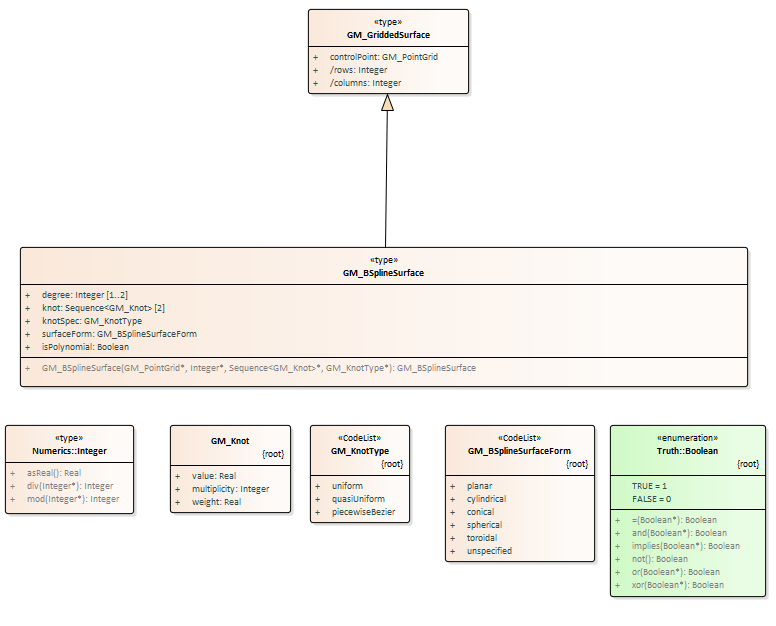 «type»
GM_GriddedSurface
+ controlPoint: GM_PointGrid
+ /rows: Integer
+ /columns: Integer
«type»
GM_BSplineSurface
+ degree: Integer [1..2]
+ knot: Sequence<GM_Knot> [2]
+ knotSpec: GM_KnotType
+ surfaceForm: GM_BSplineSurfaceForm
+ isPolynomial: Boolean
+ GM_BSplineSurface(GM_PointGrid*, Integer*, Sequence<GM_Knot>*, GM_KnotType*): GM_BSplineSurface
«type»
Numerics::Integer
+ asReal(): Real
+ div(Integer*): Integer
+ mod(Integer*): Integer
GM_Knot
{root}
+ value: Real
+ multiplicity: Integer
+ weight: Real
«CodeList»
GM_KnotType
{root}
+ uniform
+ quasiUniform
+ piecewiseBezier
«CodeList»
GM_BSplineSurfaceForm
{root}
+ planar
+ cylindrical
+ conical
+ spherical
+ toroidal
+ unspecified
«enumeration»
Truth::Boolean
{root}
TRUE = 1
FALSE = 0
+ =(Boolean*): Boolean
+ and(Boolean*): Boolean
+ implies(Boolean*): Boolean
+ not(): Boolean
+ or(Boolean*): Boolean
+ xor(Boolean*): Boolean